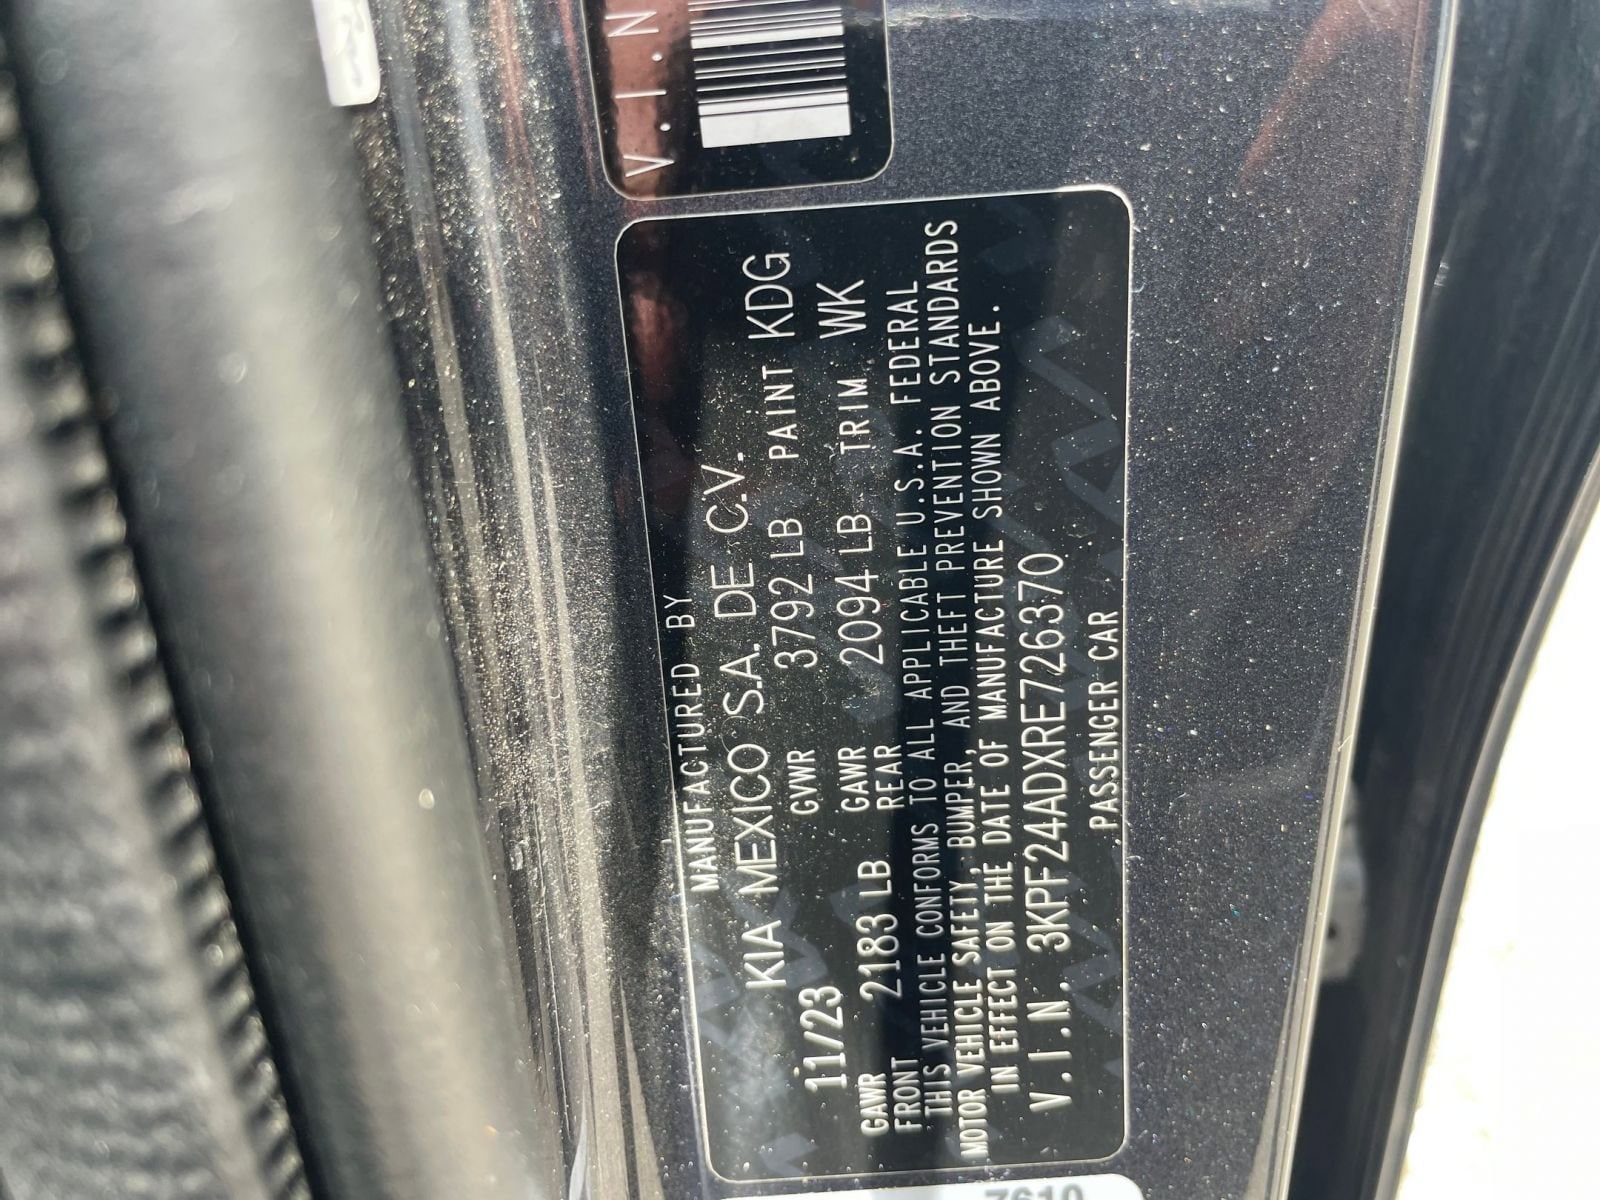 MANUFACTURED BY
KIA MEXICO S.A. DE C.V.
11/23 GVWR 3792 LB PAINT KDG
GAWR FRONT 2183 LB GAWR REAR 2094 LB TRIM WK
THIS VEHICLE CONFORMS TO ALL APPLICABLE U.S.A. FEDERAL
MOTOR VEHICLE SAFETY, BUMPER, AND THEFT PREVENTION STANDARDS
IN EFFECT ON THE DATE OF MANUFACTURE SHOWN ABOVE.
V.I.N. 3KPF24ADXRE726370
PASSENGER CAR
V.I.N
7610